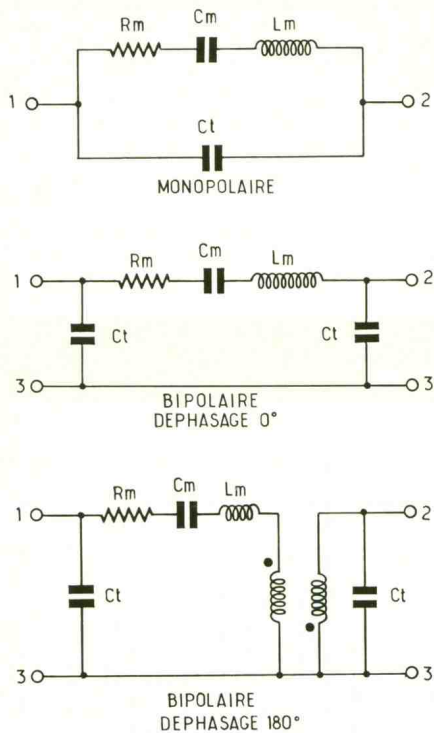 Rm Cm Lm
1 2
Ct
MONOPOLAIRE
Rm Cm Lm
1 2
Ct Ct
3 3
BIPOLAIRE
DEPHASAGE 0°
Rm Cm Lm
1 2
Ct Ct
3 3
BIPOLAIRE
DEPHASAGE 180°